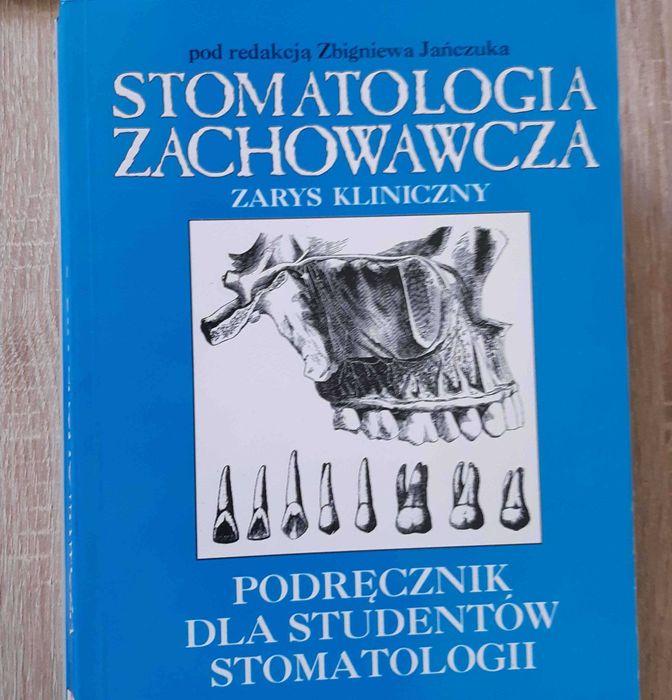 pod redakcją Zbigniewa Jańczuka
STOMATOLOGIA
ZACHOWAWCZA
ZARYS KLINICZNY
PODRĘCZNIK
DLA STUDENTÓW
STOMATOLOGII